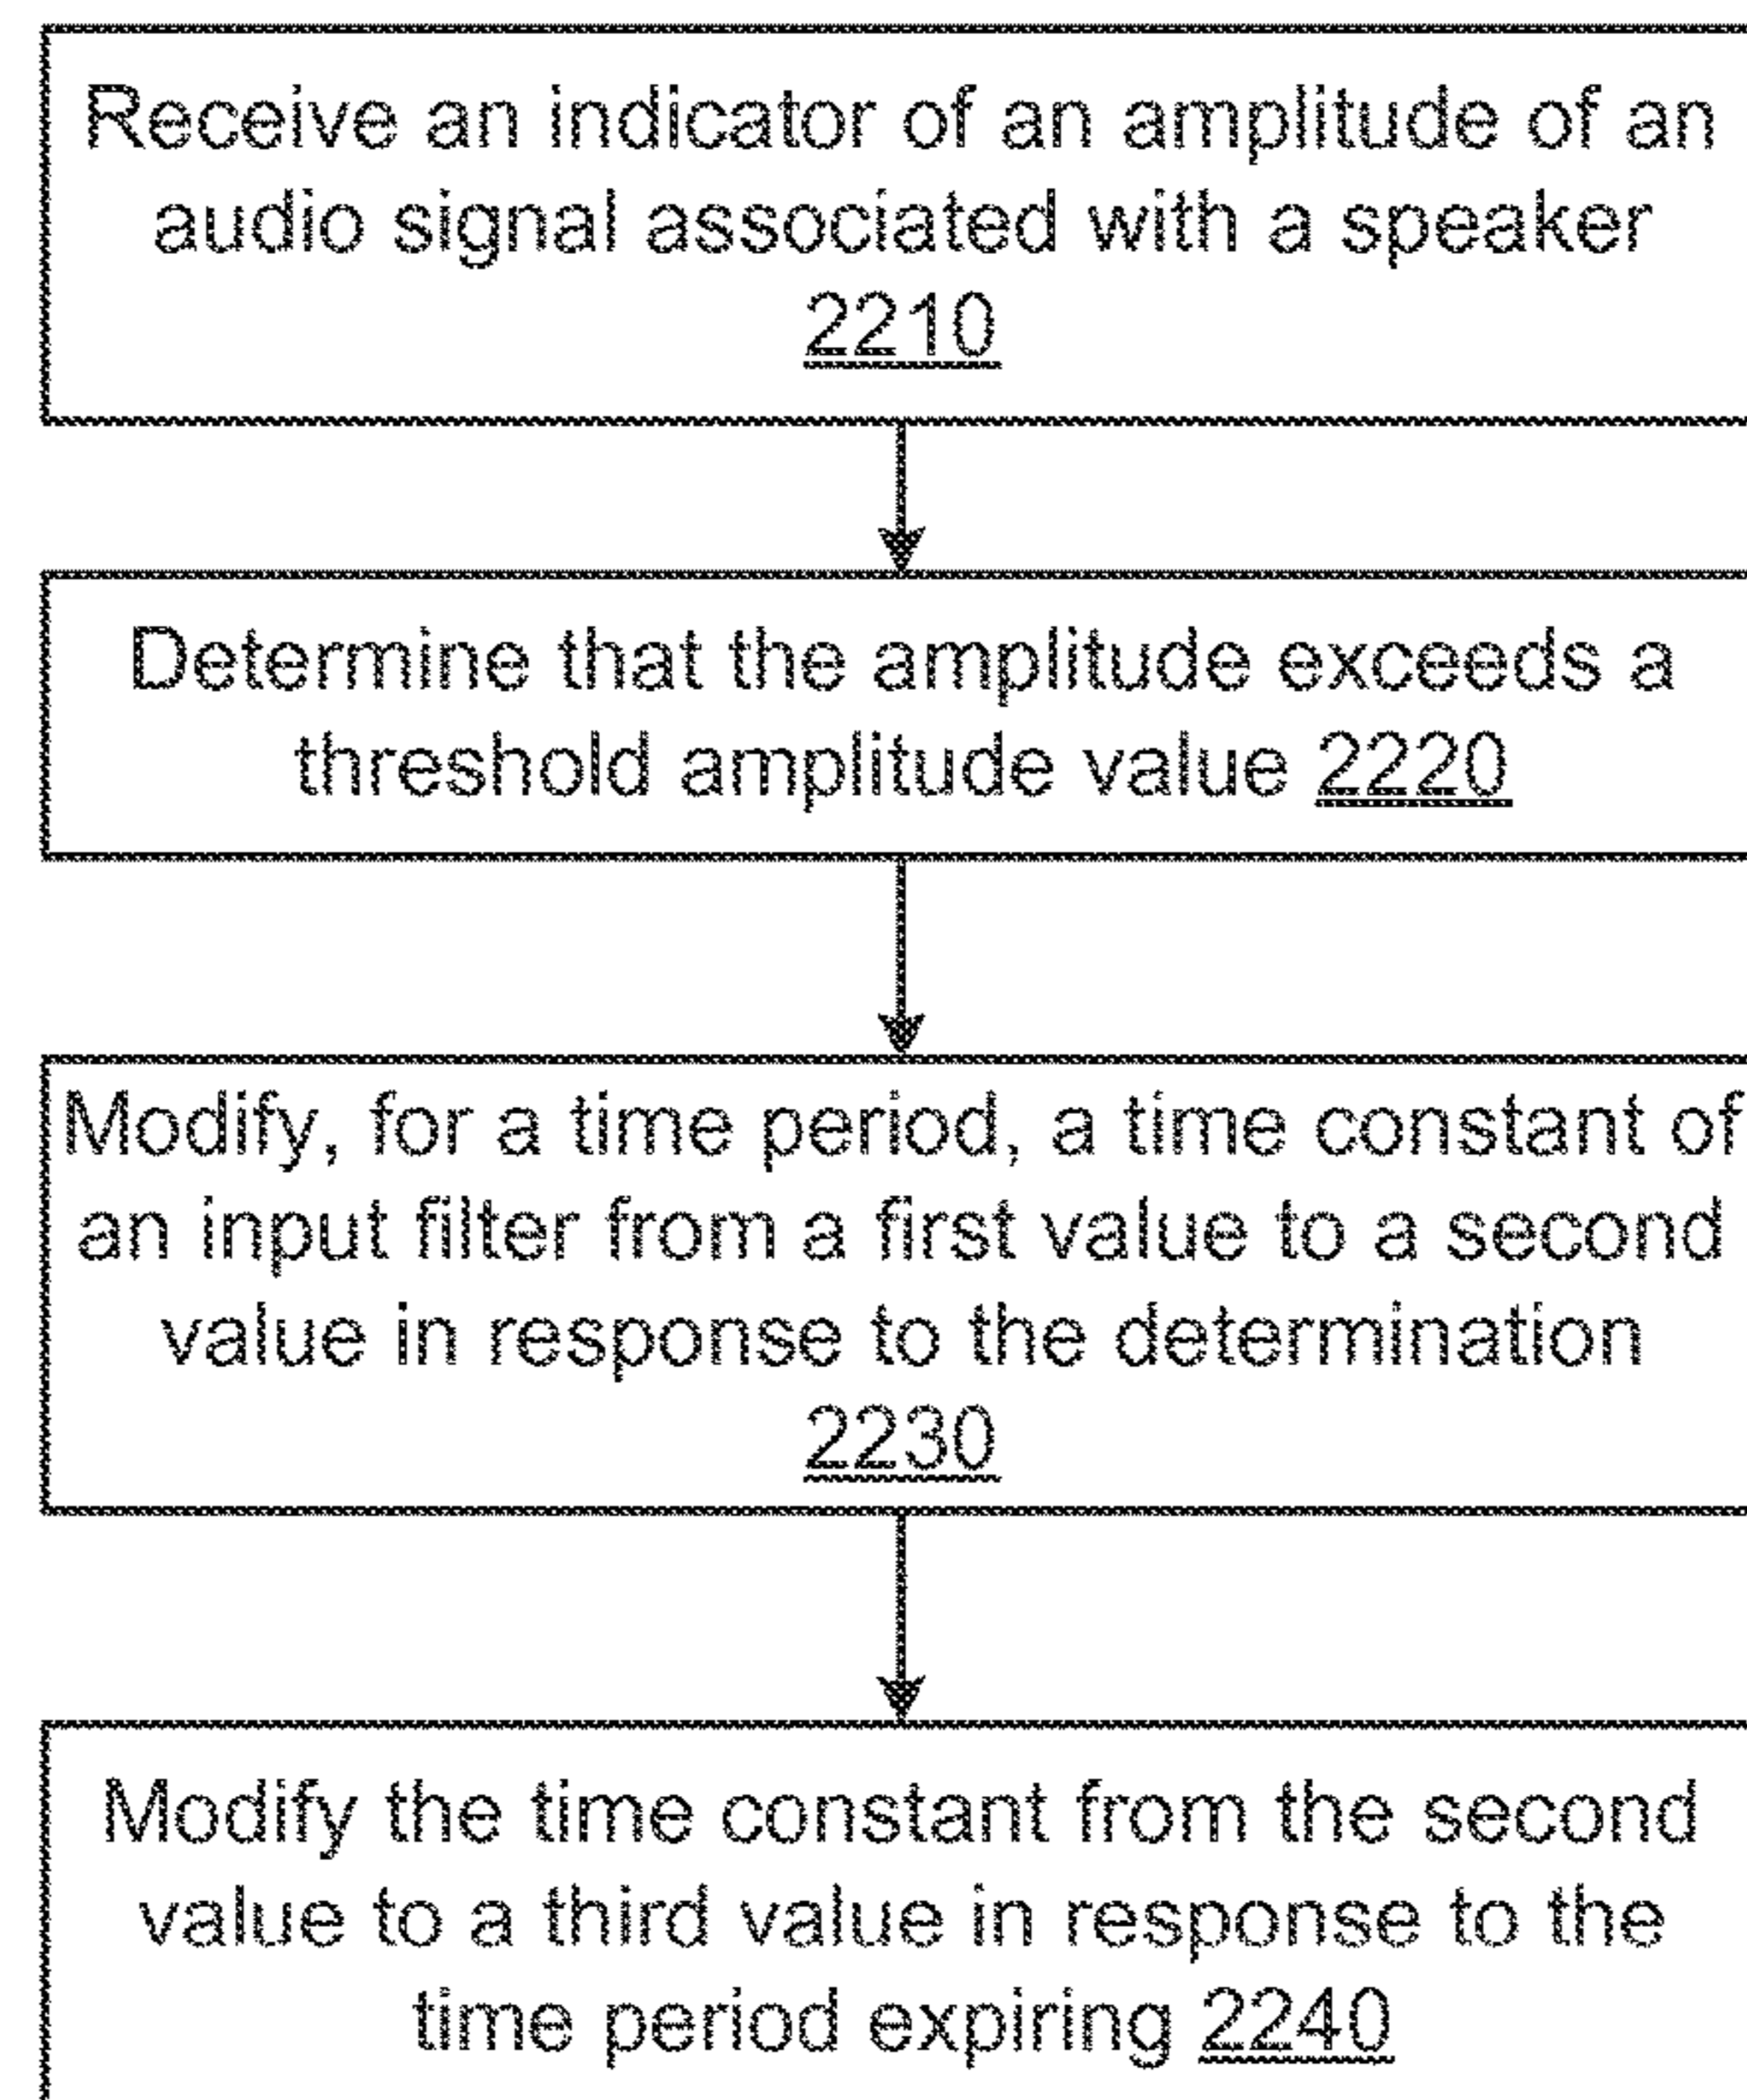 Receive an indicator of an amplitude of an
audio signal associated with a speaker
2210
Determine that the amplitude exceeds a
threshold amplitude value 2220
Modify, for a time period, a time constant of
an input filter from a first value to a second
value in response to the determination
2230
Modify the time constant from the second
value to a third value in response to the
time period expiring 2240